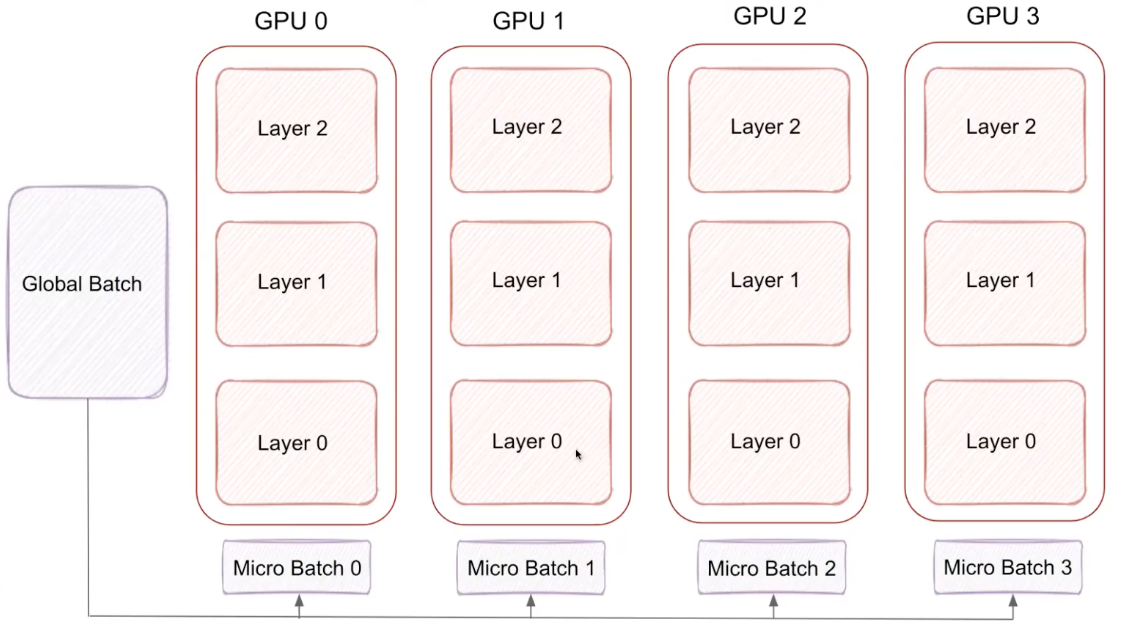 GPU 0
GPU 1
GPU 2
GPU 3
Layer 2
Layer 2
Layer 2
Layer 2
Global Batch
Layer 1
Layer 1
Layer 1
Layer 1
Layer 0
Layer 0
Layer 0
Layer 0
Micro Batch 0
Micro Batch 1
Micro Batch 2
Micro Batch 3